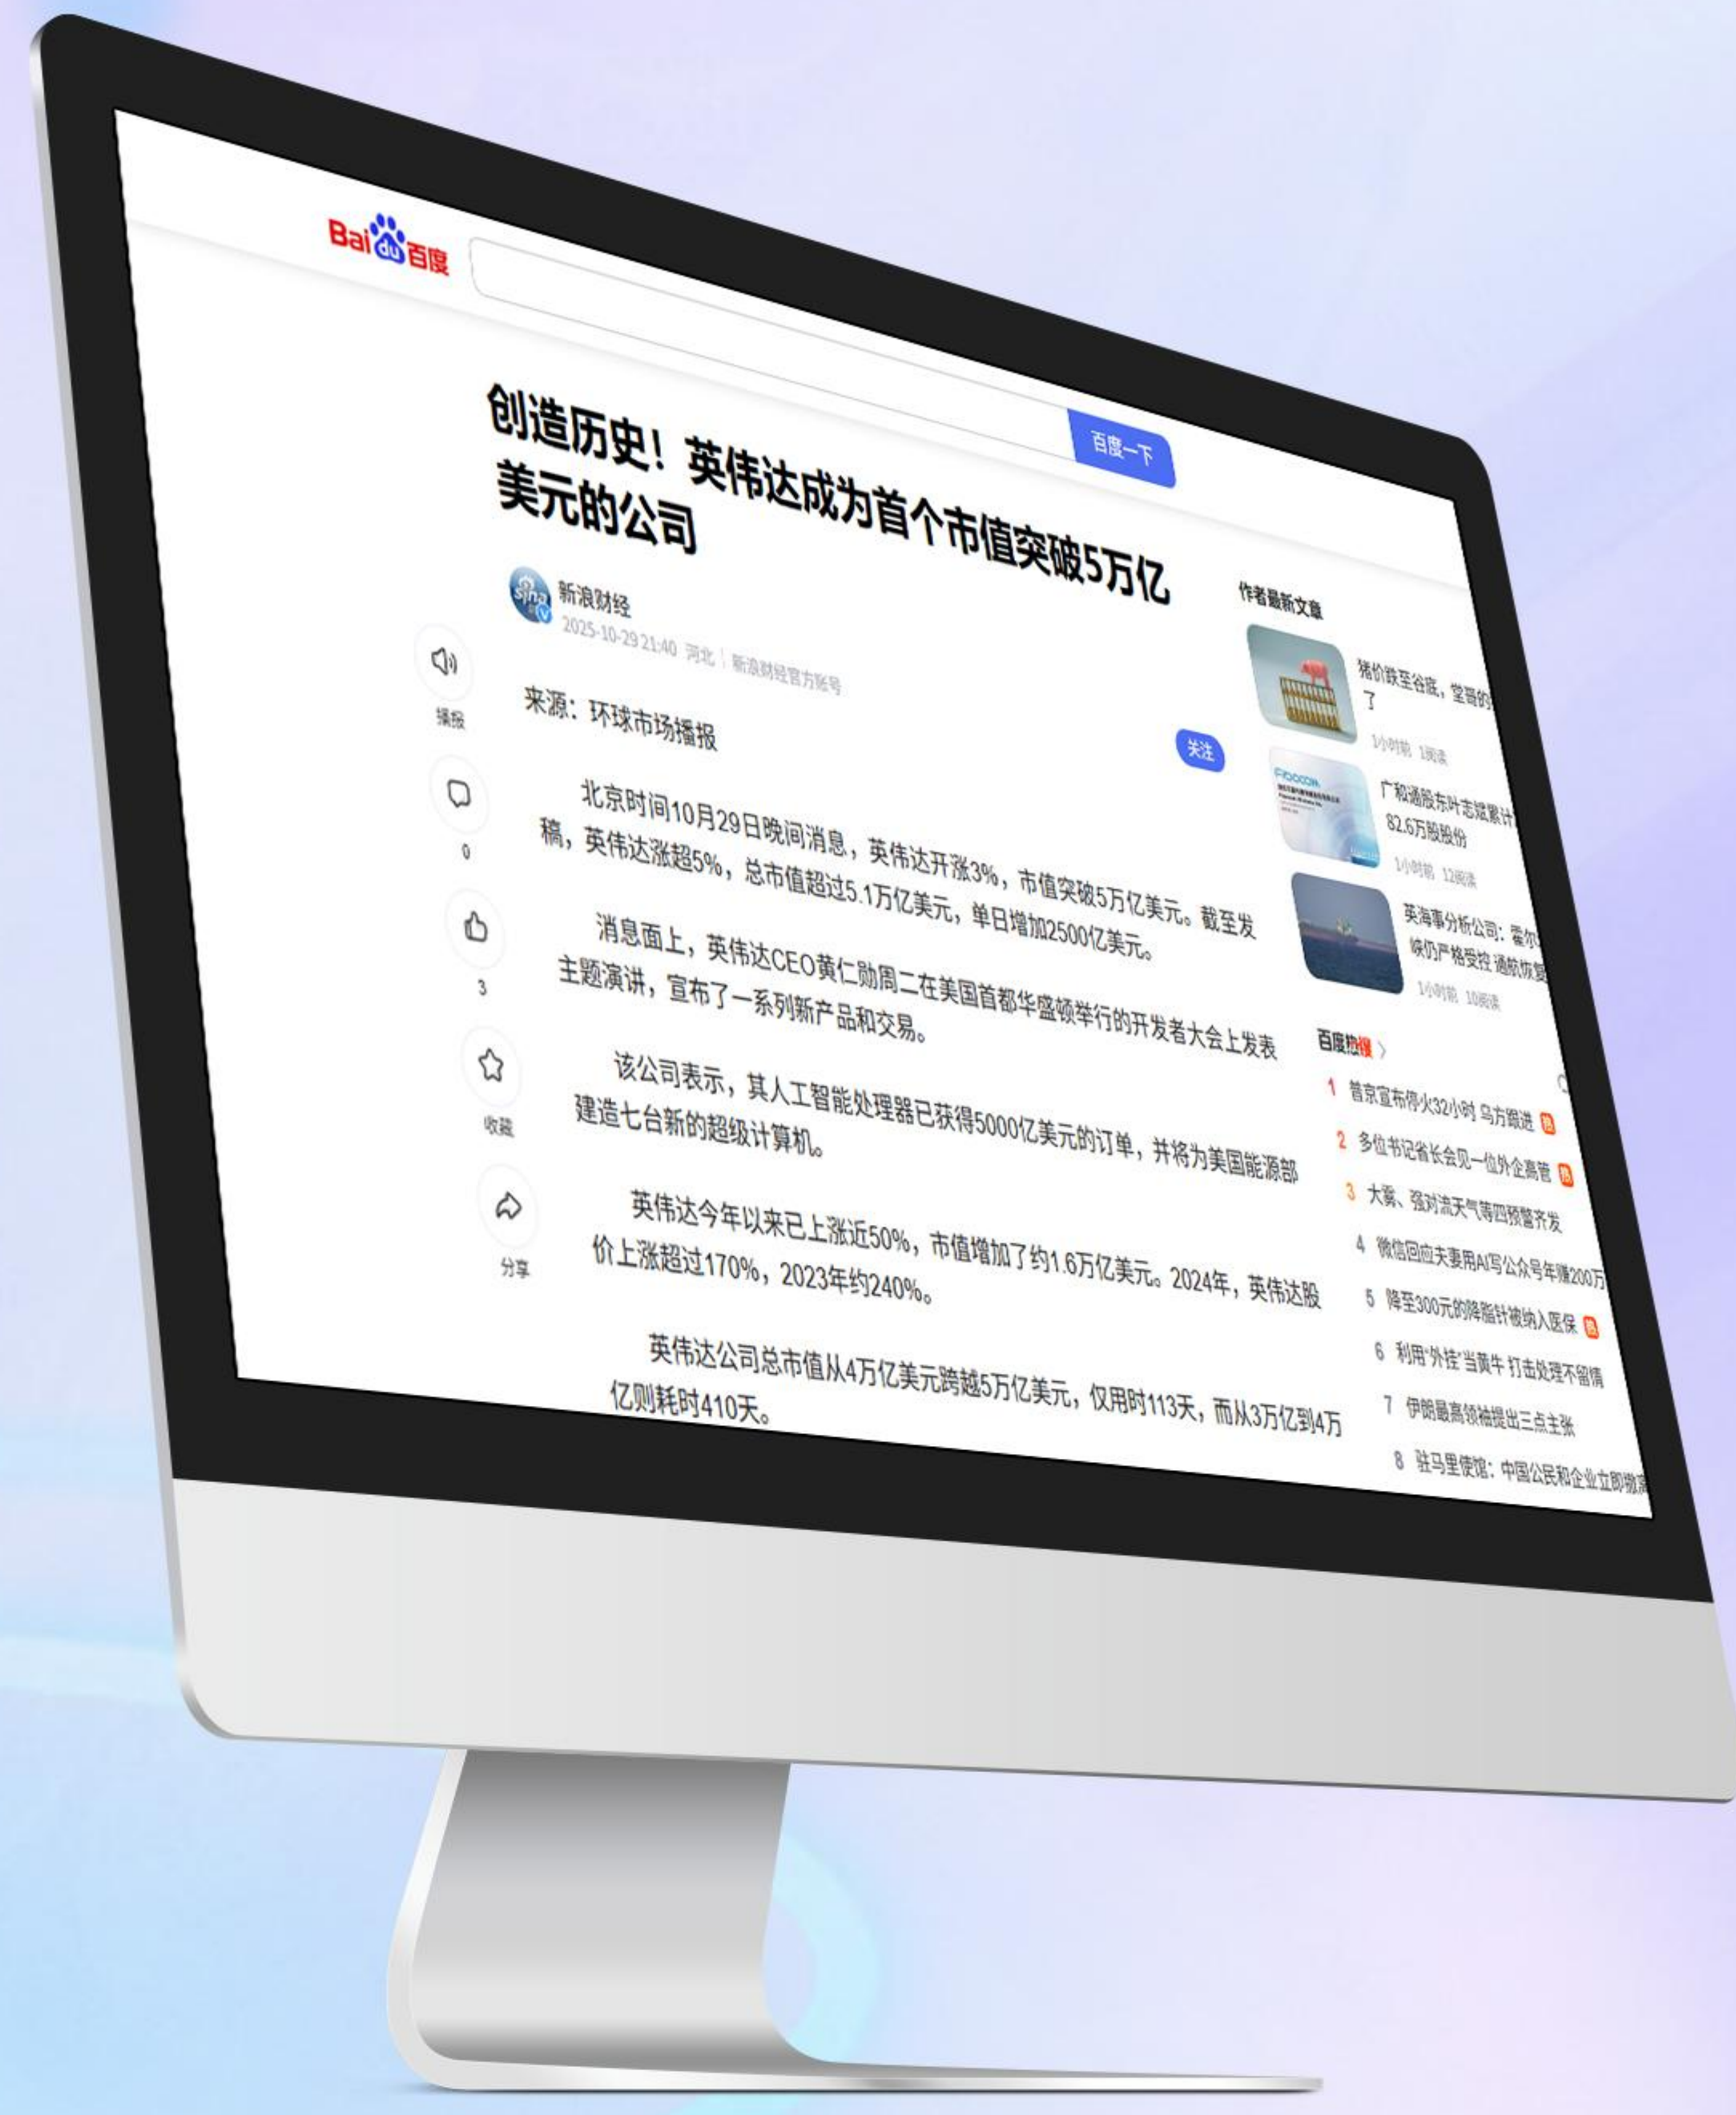 Bai du 百度
百度一下
创造历史！英伟达成为首个市值突破5万亿
美元的公司
sina
新浪财经
2025-10-29 21:40 河北 | 新浪财经官方账号
关注
播报
0
3
收藏
分享
来源：环球市场播报
北京时间10月29日晚间消息，英伟达开涨3%，市值突破5万亿美元。截至发
稿，英伟达涨超5%，总市值超过5.1万亿美元，单日增加2500亿美元。
消息面上，英伟达CEO黄仁勋周二在美国首都华盛顿举行的开发者大会上发表
主题演讲，宣布了一系列新产品和交易。
该公司表示，其人工智能处理器已获得5000亿美元的订单，并将为美国能源部
建造七台新的超级计算机。
英伟达今年以来已上涨近50%，市值增加了约1.6万亿美元。2024年，英伟达股
价上涨超过170%，2023年约240%。
英伟达公司总市值从4万亿美元跨越5万亿美元，仅用时113天，而从3万亿到4万
亿则耗时410天。
作者最新文章
猪价跌至谷底，堂哥的
了
1小时前 1阅读
Fibocom
广和通股东叶志斌累计
82.6万股股份
1小时前 12阅读
英海事分析公司：霍尔
峡仍严格受控 通航恢复
1小时前 10阅读
百度热搜 >
1 普京宣布停火32小时 乌方跟进 热
2 多位书记省长会见一位外企高管 热
3 大雾、强对流天气等四预警齐发
4 微信回应夫妻用AI写公众号年赚200万
5 降至300元的降脂针被纳入医保 热
6 利用“外挂”当黄牛 打击处理不留情
7 伊朗最高领袖提出三点主张
8 驻马里使馆：中国公民和企业立即撤离